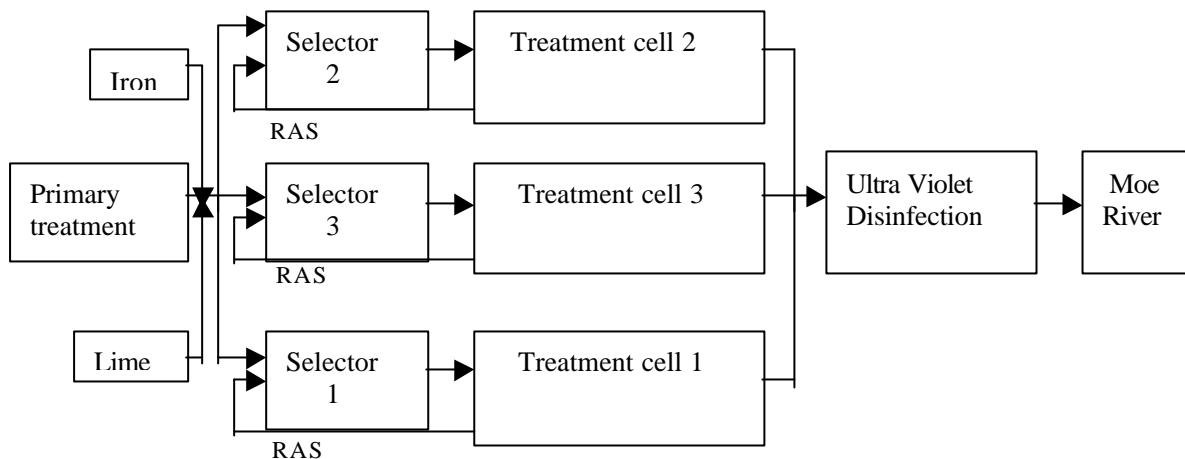 Iron
Primary
treatment
Lime
Selector
2
Treatment cell 2
RAS
Selector
3
Treatment cell 3
RAS
Selector
1
Treatment cell 1
RAS
Ultra Violet
Disinfection
Moe
River